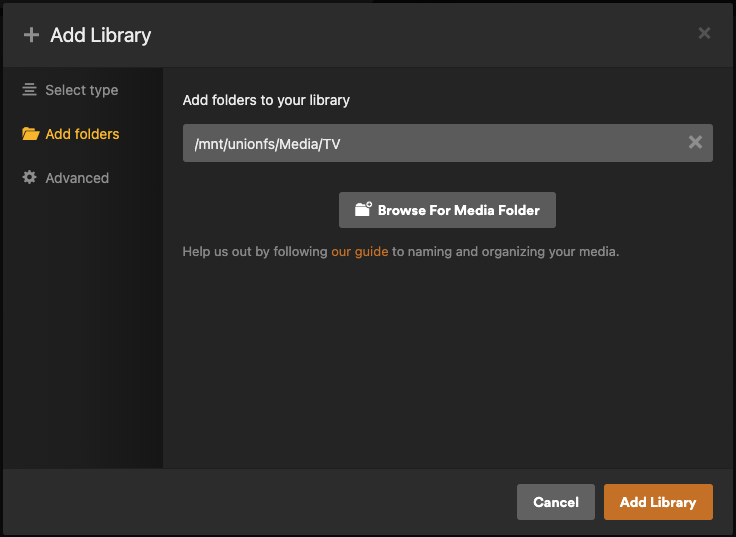 Add Library
Select type
Add folders
Advanced
Add folders to your library
/mnt/unionfs/Media/TV
Browse For Media Folder
Help us out by following our guide to naming and organizing your media.
Cancel
Add Library